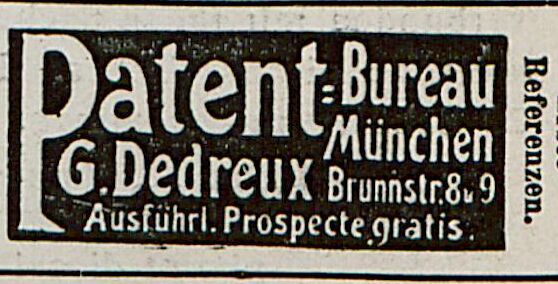 Patent=Bureau
München
G. Dedreux Brunnstr. 8 u 9
Ausführl. Prospecte gratis.
Referenzen.